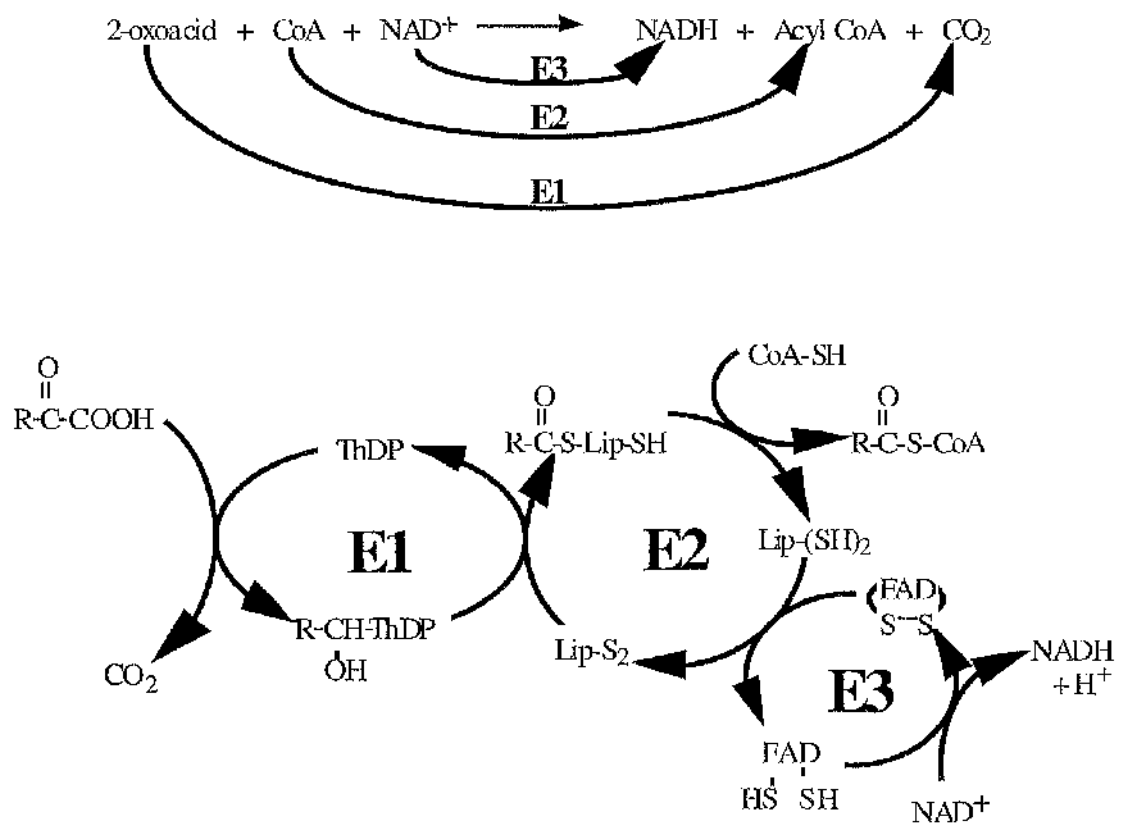 2-oxoacid + CoA + NAD⁺ → NADH + Acyl CoA + CO₂
E3
E2
E1
O
R-C-COOH
ThDP
E1
R-CH-ThDP
OH
CO₂
O
R-C-S-Lip-SH
E2
CoA-SH
O
R-C-S-CoA
Lip-(SH)₂
Lip-S₂
(FAD)
S-S
E3
FAD
HS SH
NADH
+H⁺
NAD⁺